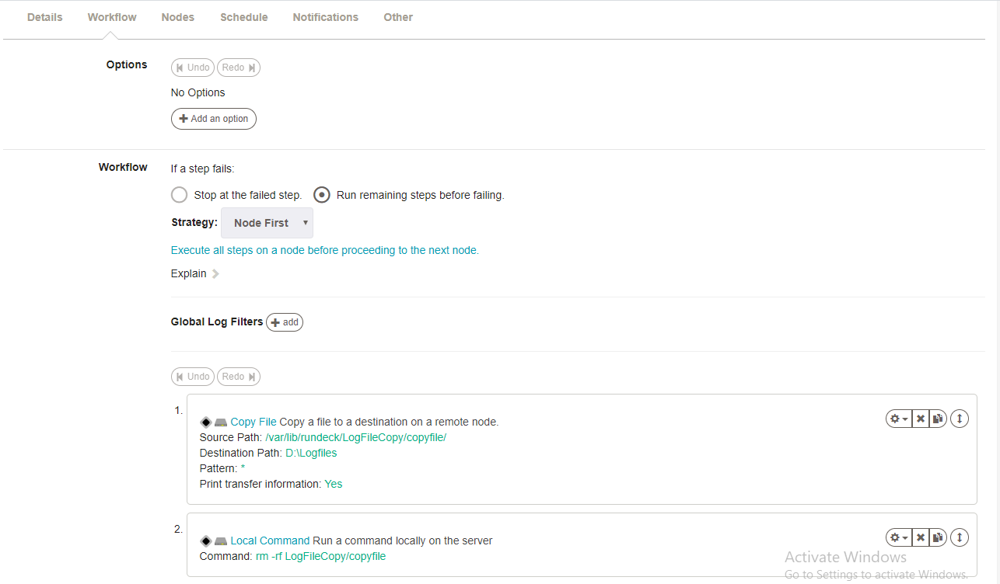 Details Workflow Nodes Schedule Notifications Other
Options Undo Redo
No Options
Add an option
Workflow If a step fails:
Stop at the failed step. Run remaining steps before failing.
Strategy: Node First
Execute all steps on a node before proceeding to the next node.
Explain
Global Log Filters add
Undo Redo
1.
Copy File Copy a file to a destination on a remote node.
Source Path: /var/lib/rundeck/LogFileCopy/copyfile/
Destination Path: D:\Logfiles
Pattern: *
Print transfer information: Yes
2.
Local Command Run a command locally on the server
Command: rm -rf LogFileCopy/copyfile
Activate Windows
Go to Settings to activate Windows.